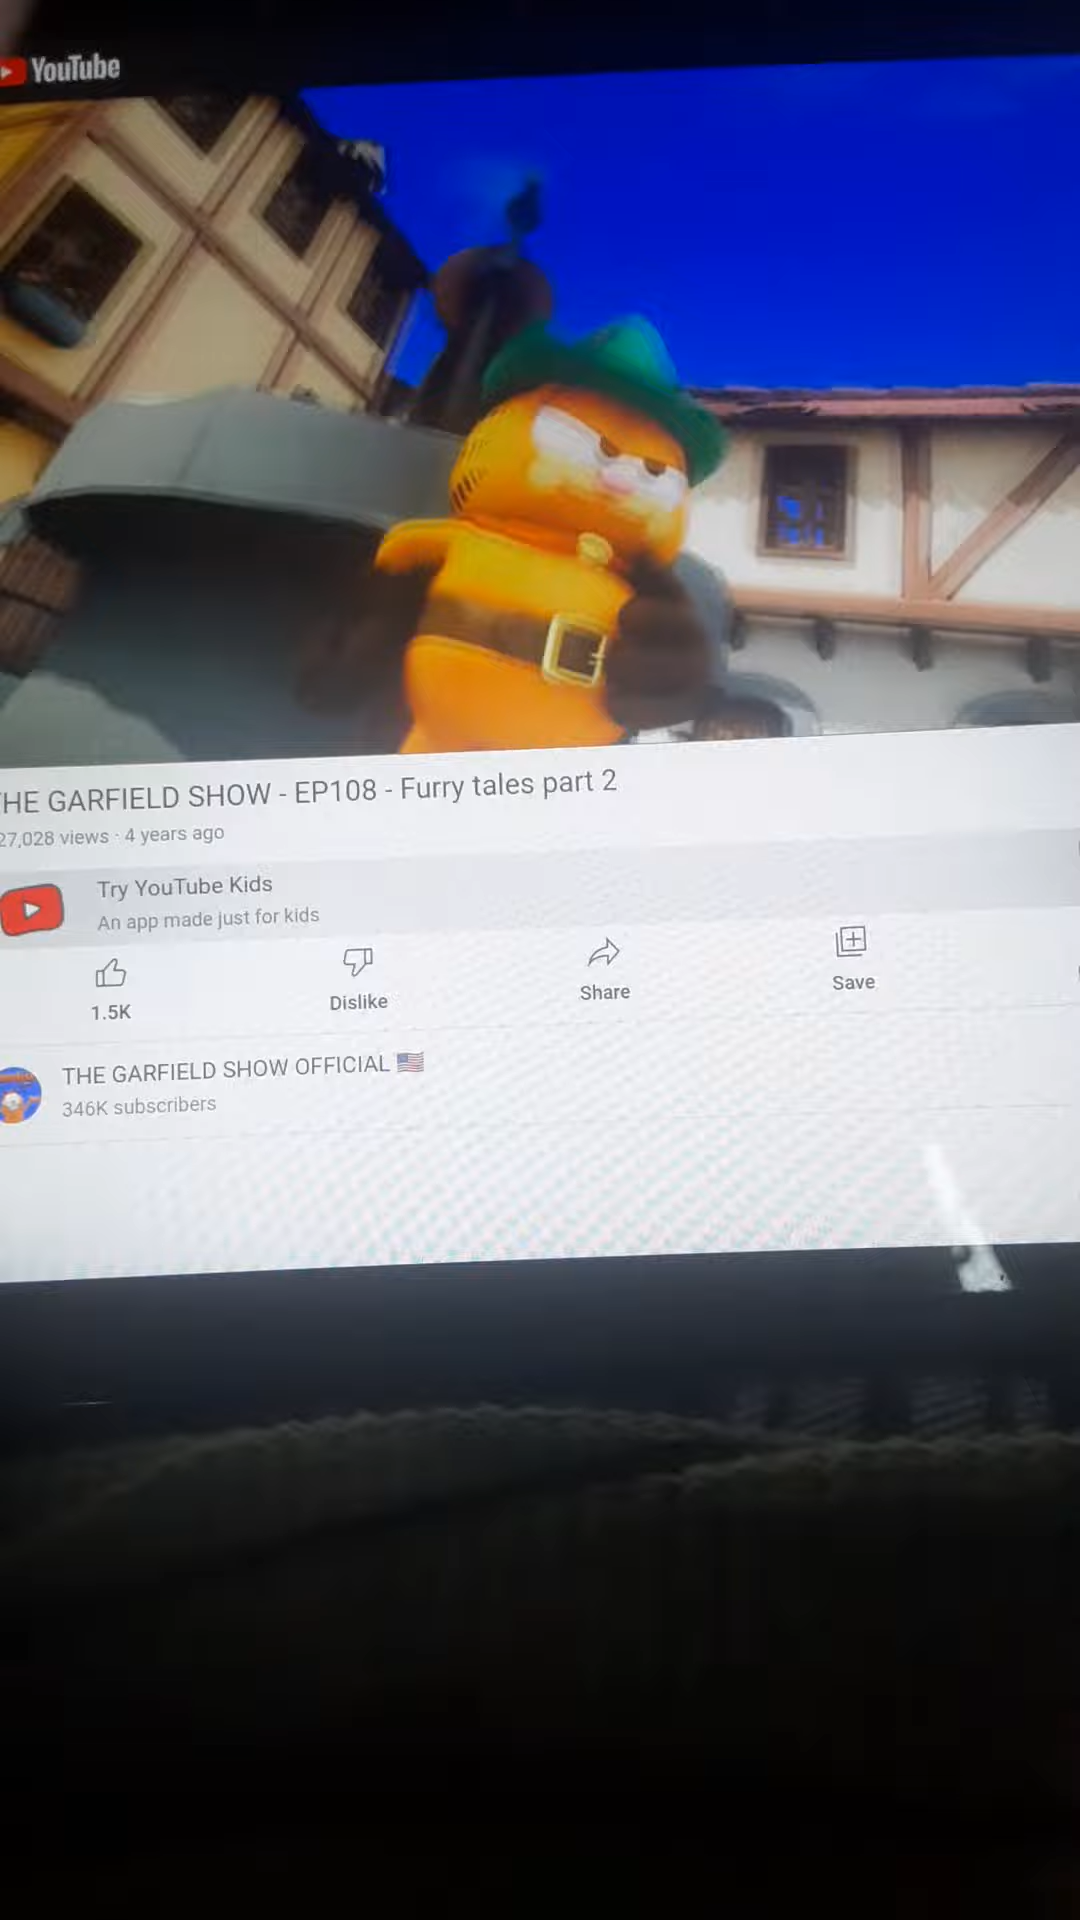 YouTube
THE GARFIELD SHOW - EP108 - Furry tales part 2
27,028 views · 4 years ago
Try YouTube Kids
An app made just for kids
1.5K
Dislike
Share
Save
THE GARFIELD SHOW OFFICIAL 🇺🇸
346K subscribers